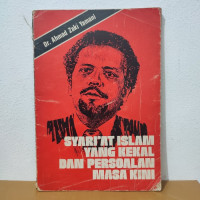 Dr. Ahmad Zaki Yamani
SYARI'AT ISLAM
YANG KEKAL
DAN PERSOALAN
MASA KINI